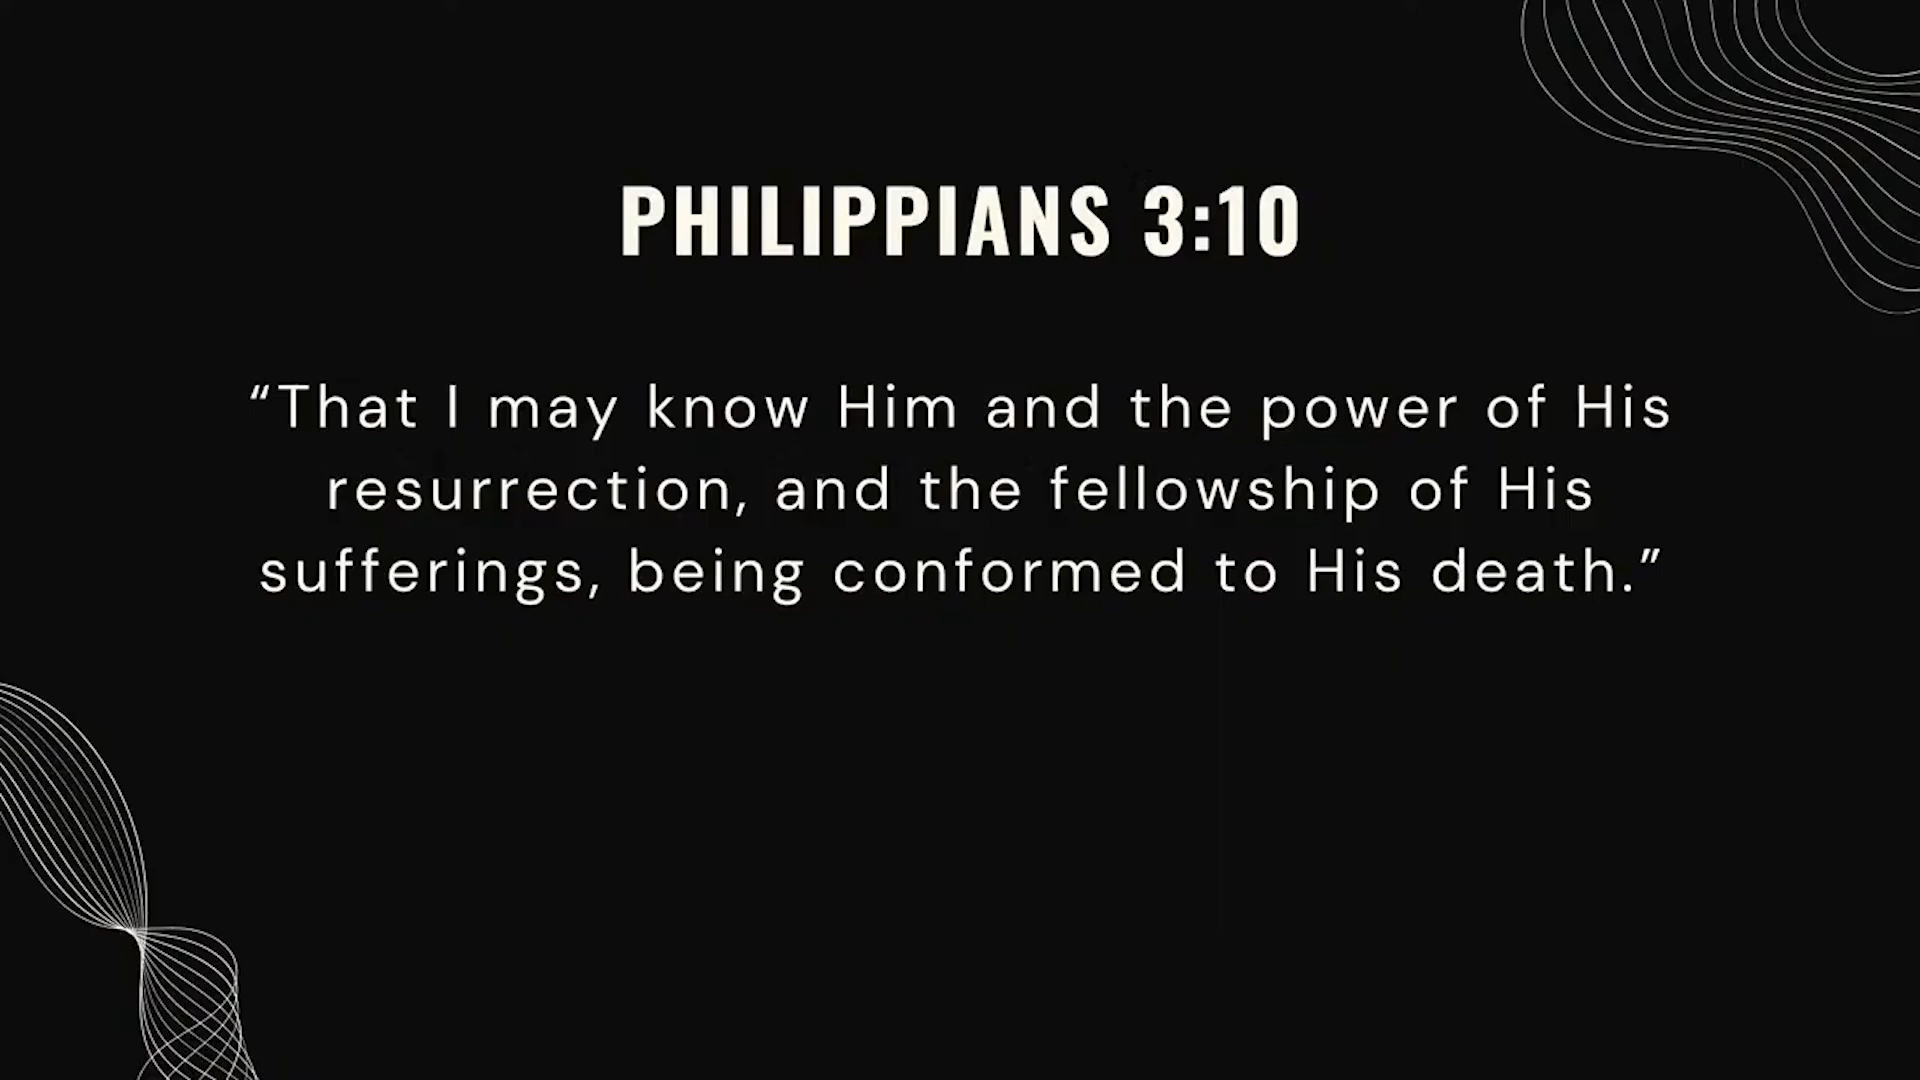 PHILIPPIANS 3:10
“That I may know Him and the power of His
resurrection, and the fellowship of His
sufferings, being conformed to His death.”